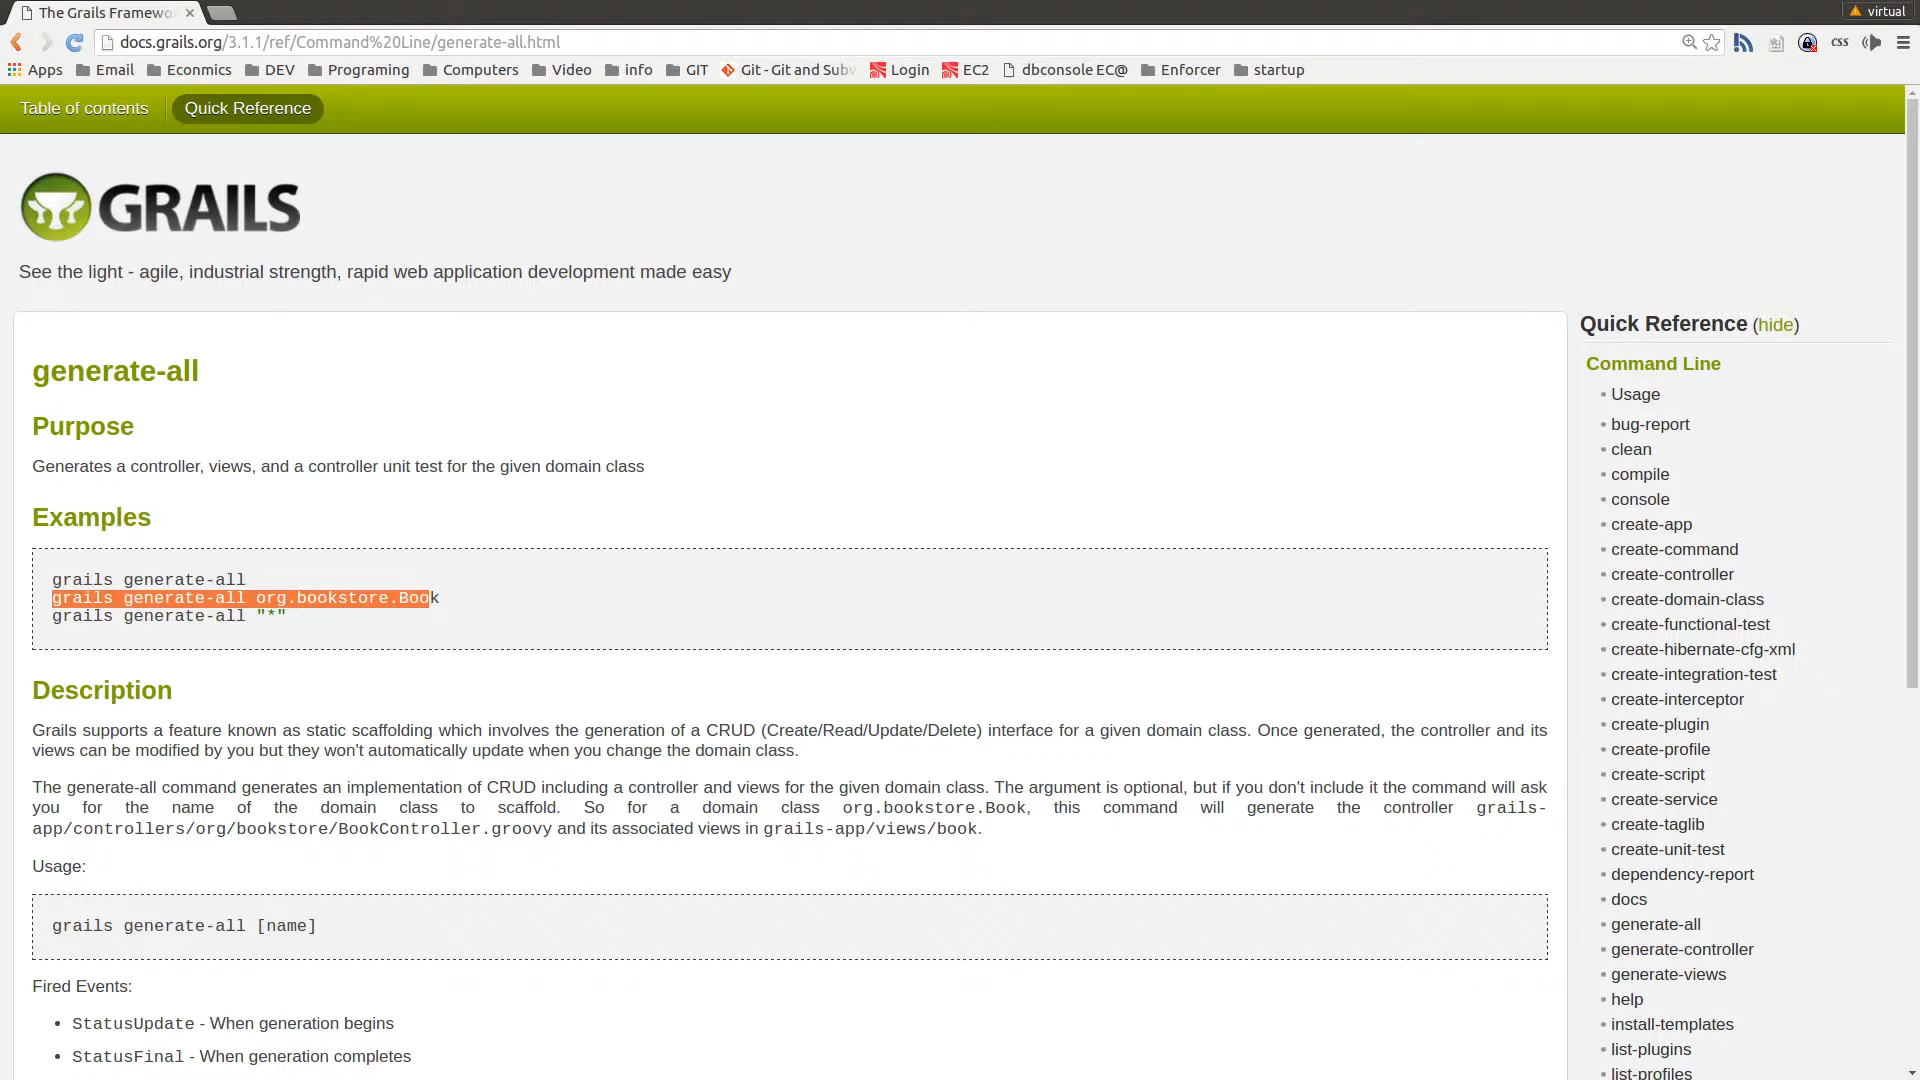 The Grails Framewo
virtual
docs.grails.org/3.1.1/ref/Command%20Line/generate-all.html
css
Apps Email Econmics DEV Programing Computers Video info GIT Git - Git and Subv Login EC2 dbconsole EC@ Enforcer startup
Table of contents Quick Reference
GRAILS
See the light - agile, industrial strength, rapid web application development made easy
generate-all
Purpose
Generates a controller, views, and a controller unit test for the given domain class
Examples
grails generate-all
grails generate-all org.bookstore.Book
grails generate-all "*"
Description
Grails supports a feature known as static scaffolding which involves the generation of a CRUD (Create/Read/Update/Delete) interface for a given domain class. Once generated, the controller and its
views can be modified by you but they won't automatically update when you change the domain class.
The generate-all command generates an implementation of CRUD including a controller and views for the given domain class. The argument is optional, but if you don't include it the command will ask
you for the name of the domain class to scaffold. So for a domain class org.bookstore.Book, this command will generate the controller grails-
app/controllers/org/bookstore/BookController.groovy and its associated views in grails-app/views/book.
Usage:
grails generate-all [name]
Fired Events:
StatusUpdate - When generation begins
StatusFinal - When generation completes
Quick Reference (hide)
Command Line
Usage
bug-report
clean
compile
console
create-app
create-command
create-controller
create-domain-class
create-functional-test
create-hibernate-cfg-xml
create-integration-test
create-interceptor
create-plugin
create-profile
create-script
create-service
create-taglib
create-unit-test
dependency-report
docs
generate-all
generate-controller
generate-views
help
install-templates
list-plugins
list-profiles